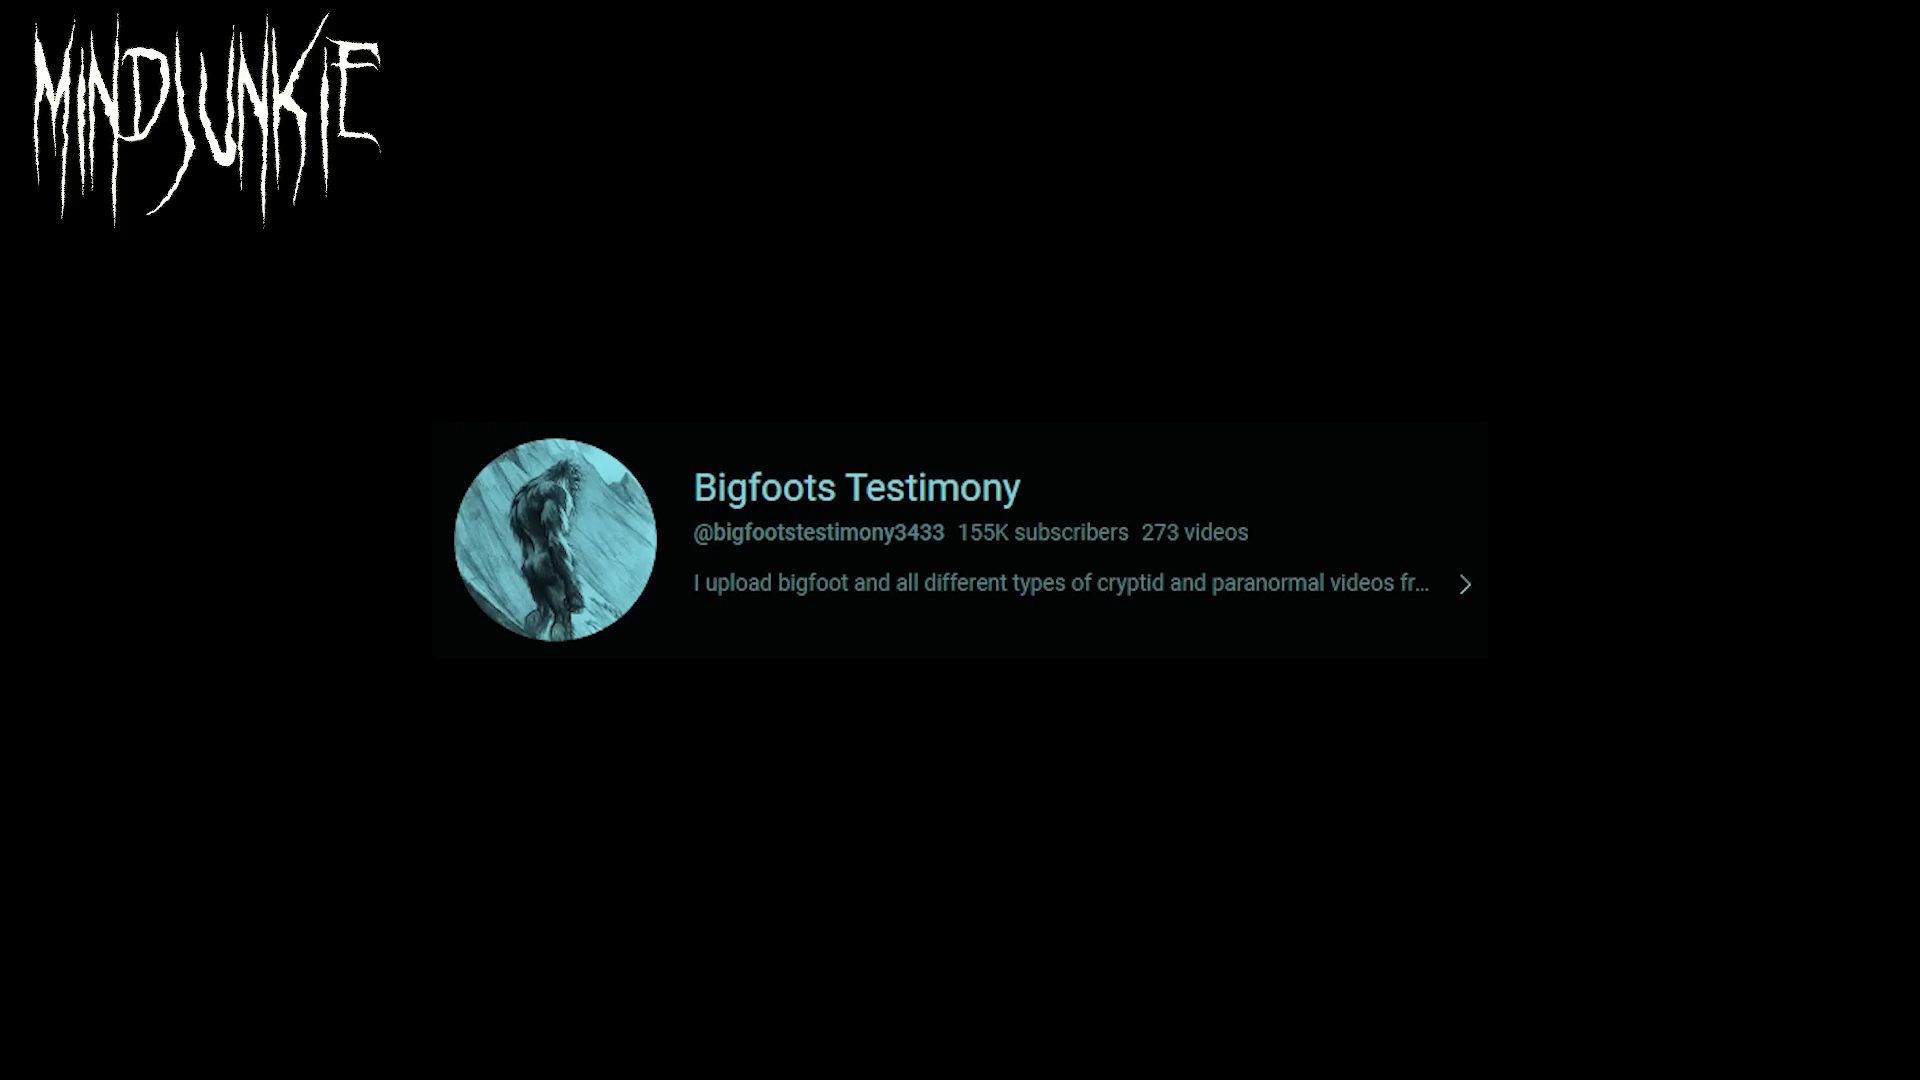 MINDJUNKIE
Bigfoots Testimony
@bigfootstestimony3433 155K subscribers 273 videos
I upload bigfoot and all different types of cryptid and paranormal videos fr...